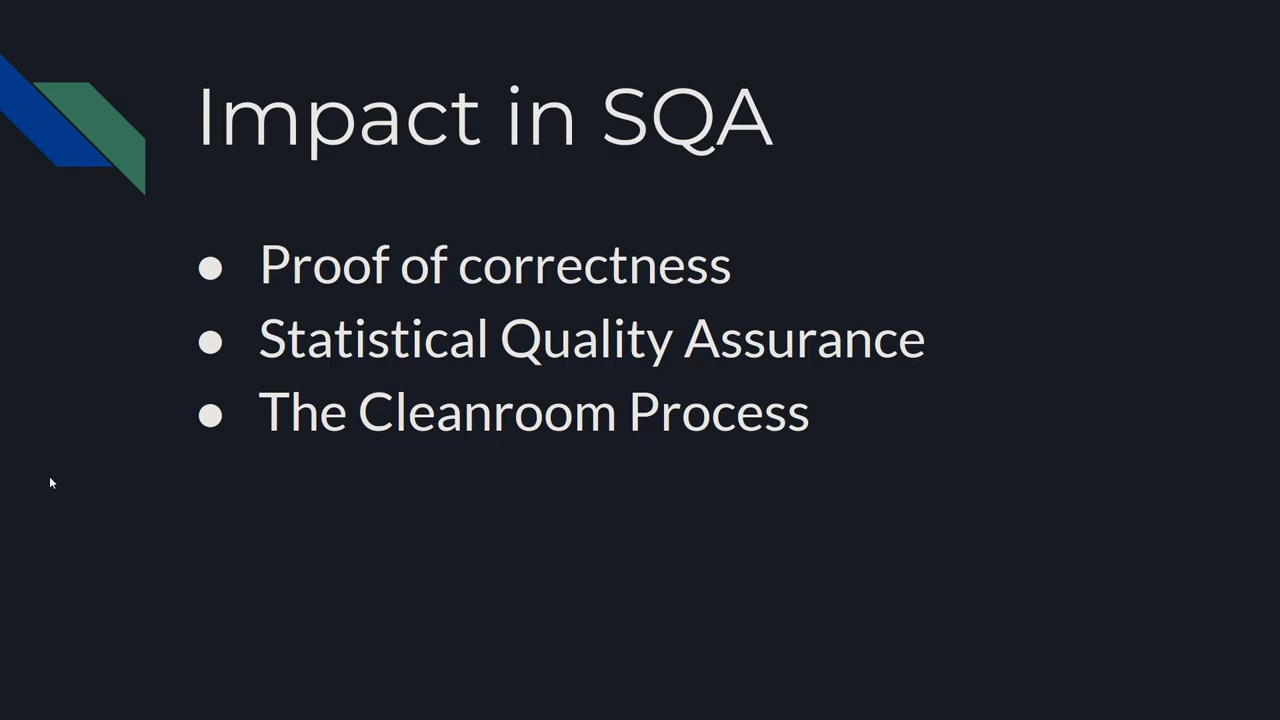 Impact in SQA
● Proof of correctness
● Statistical Quality Assurance
● The Cleanroom Process